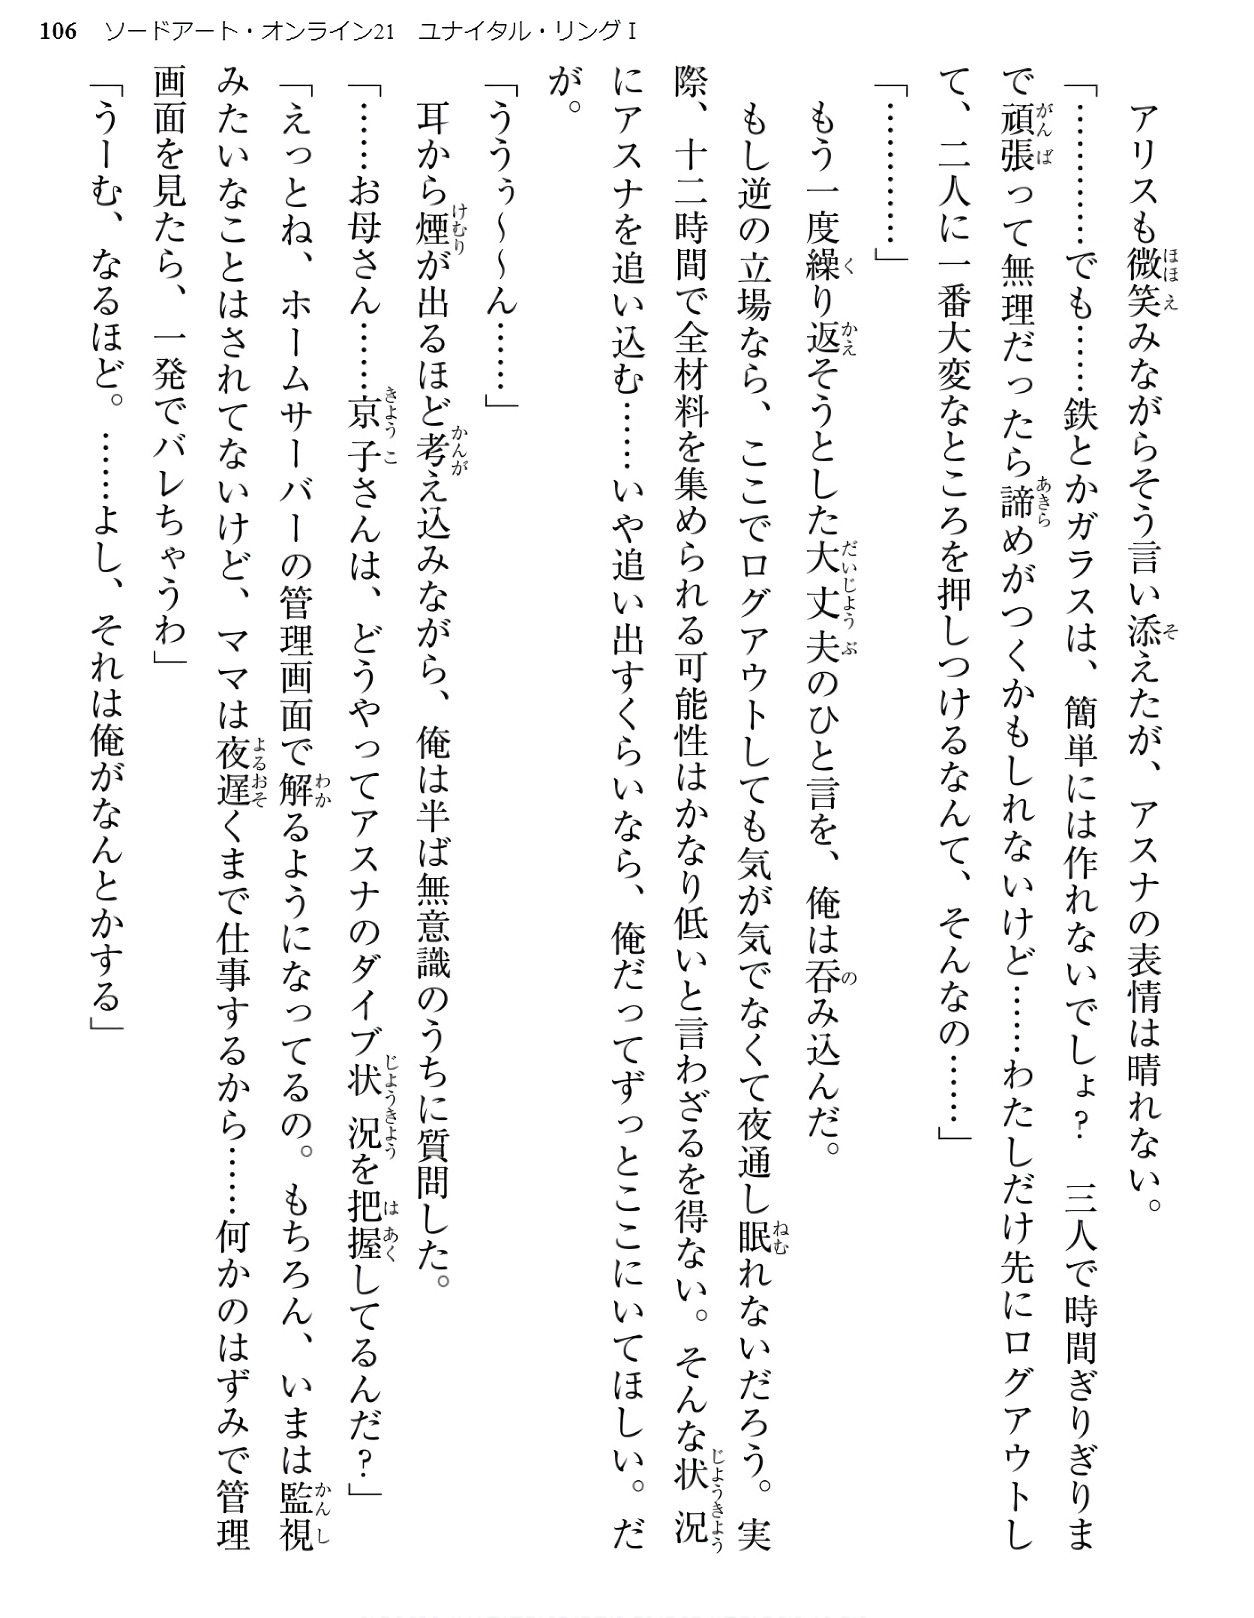 106 ソードアート・オンライン21 ユナイタル・リングⅠ
　アリスも微笑みながらそう言い添えたが、アスナの表情は晴れない。
「…………でも……鉄とかガラスは、簡単には作れないでしょ？　三人で時間ぎりぎりま
で頑張って無理だったら諦めがつくかもしれないけど……わたしだけ先にログアウトし
て、二人に一番大変なところを押しつけるなんて、そんなの……」
「…………」
　もう一度繰り返そうとした大丈夫のひと言を、俺は呑み込んだ。
　もし逆の立場なら、ここでログアウトしても気が気でなくて夜通し眠れないだろう。実
際、十二時間で全材料を集められる可能性はかなり低いと言わざるを得ない。そんな状況
にアスナを追い込む……いや追い出すくらいなら、俺だってずっとここにいてほしい。だ
が。
「ううぅ～～ん……」
　耳から煙が出るほど考え込みながら、俺は半ば無意識のうちに質問した。
「……お母さん……京子さんは、どうやってアスナのダイブ状況を把握してるんだ？」
「えっとね、ホームサーバーの管理画面で解るようになってるの。もちろん、いまは監視
みたいなことはされてないけど、ママは夜遅くまで仕事するから……何かのはずみで管理
画面を見たら、一発でバレちゃうわ」
「うーむ、なるほど。……よし、それは俺がなんとかする」